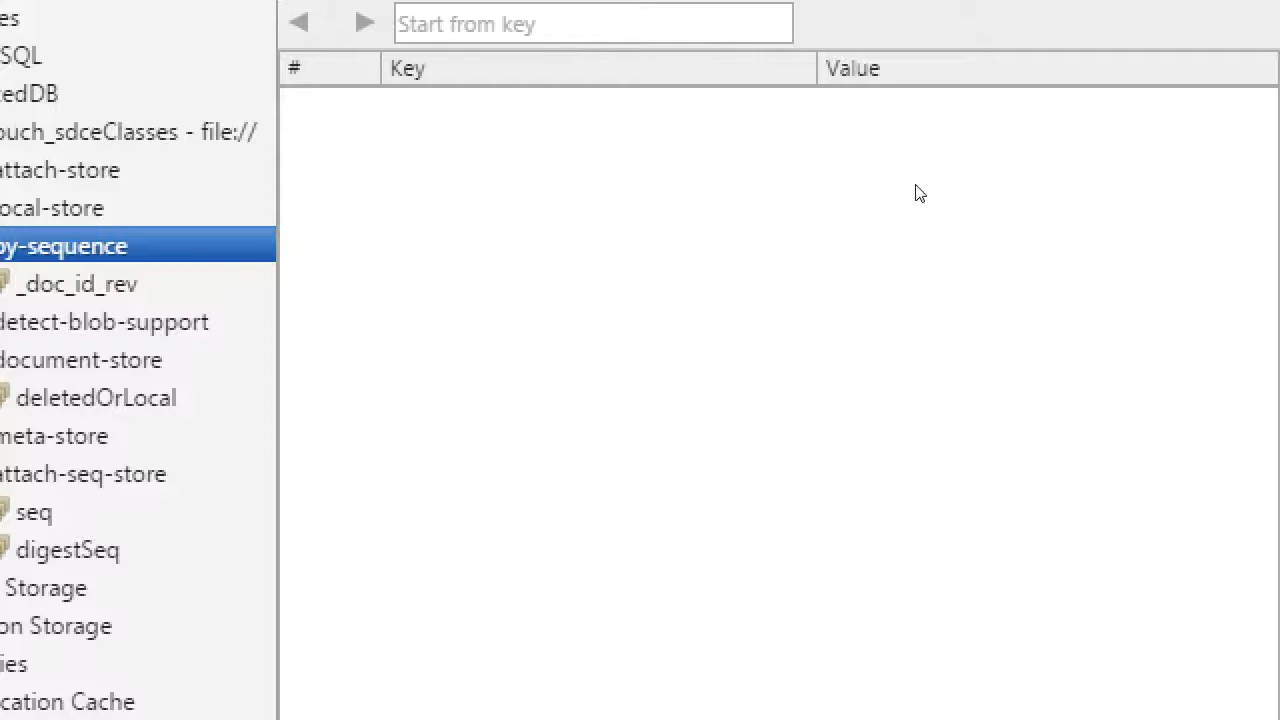 es
SQL
edDB
ouch_sdceClasses - file://
attach-store
ocal-store
by-sequence
_doc_id_rev
detect-blob-support
document-store
deletedOrLocal
meta-store
attach-seq-store
seq
digestSeq
Storage
on Storage
ies
cation Cache
Start from key
# Key Value